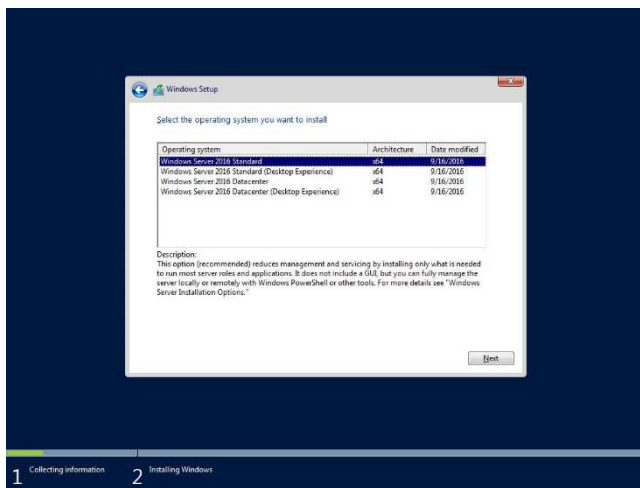 Windows Setup
Select the operating system you want to install
Operating system Architecture Date modified
Windows Server 2016 Standard x64 9/16/2016
Windows Server 2016 Standard (Desktop Experience) x64 9/16/2016
Windows Server 2016 Datacenter x64 9/16/2016
Windows Server 2016 Datacenter (Desktop Experience) x64 9/16/2016
Description:
This option (recommended) reduces management and servicing by installing only what is needed
to run most server roles and applications. It does not include a GUI, but you can fully manage the
server locally or remotely with Windows PowerShell or other tools. For more details see "Windows
Server Installation Options."
Next
1 Collecting information 2 Installing Windows